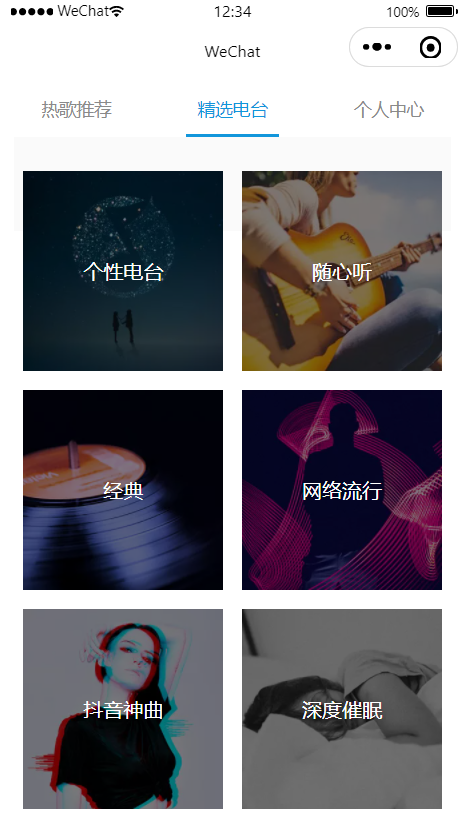 WeChat 12:34 100%
WeChat
热歌推荐 精选电台 个人中心
个性电台 随心听
经典 网络流行
抖音神曲 深度催眠